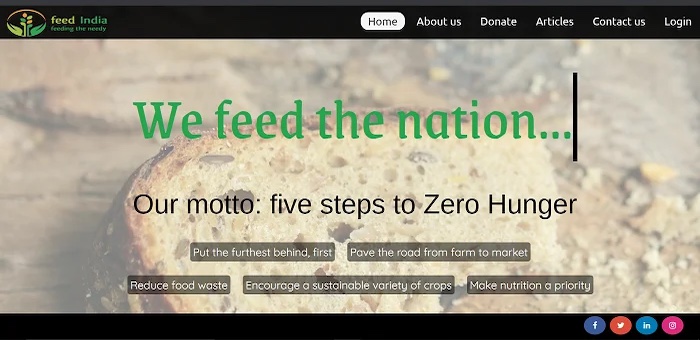 feed India
feeding the needy
Home About us Donate Articles Contact us Login
We feed the nation...
Our motto: five steps to Zero Hunger
Put the furthest behind, first Pave the road from farm to market
Reduce food waste Encourage a sustainable variety of crops Make nutrition a priority